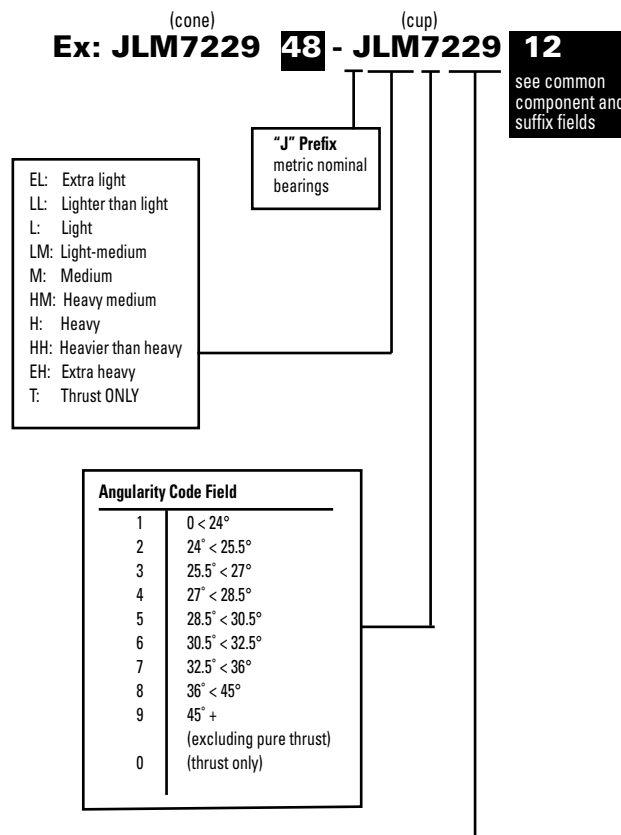 (cone) (cup)
Ex: JLM7229 48 - JLM7229 12
see common
component and
suffix fields
“J” Prefix
metric nominal
bearings
EL: Extra light
LL: Lighter than light
L: Light
LM: Light-medium
M: Medium
HM: Heavy medium
H: Heavy
HH: Heavier than heavy
EH: Extra heavy
T: Thrust ONLY
Angularity Code Field
1 0 < 24°
2 24˚ < 25.5°
3 25.5˚ < 27°
4 27˚ < 28.5°
5 28.5˚ < 30.5°
6 30.5˚ < 32.5°
7 32.5˚ < 36°
8 36˚ < 45°
9 45˚ +
(excluding pure thrust)
0 (thrust only)